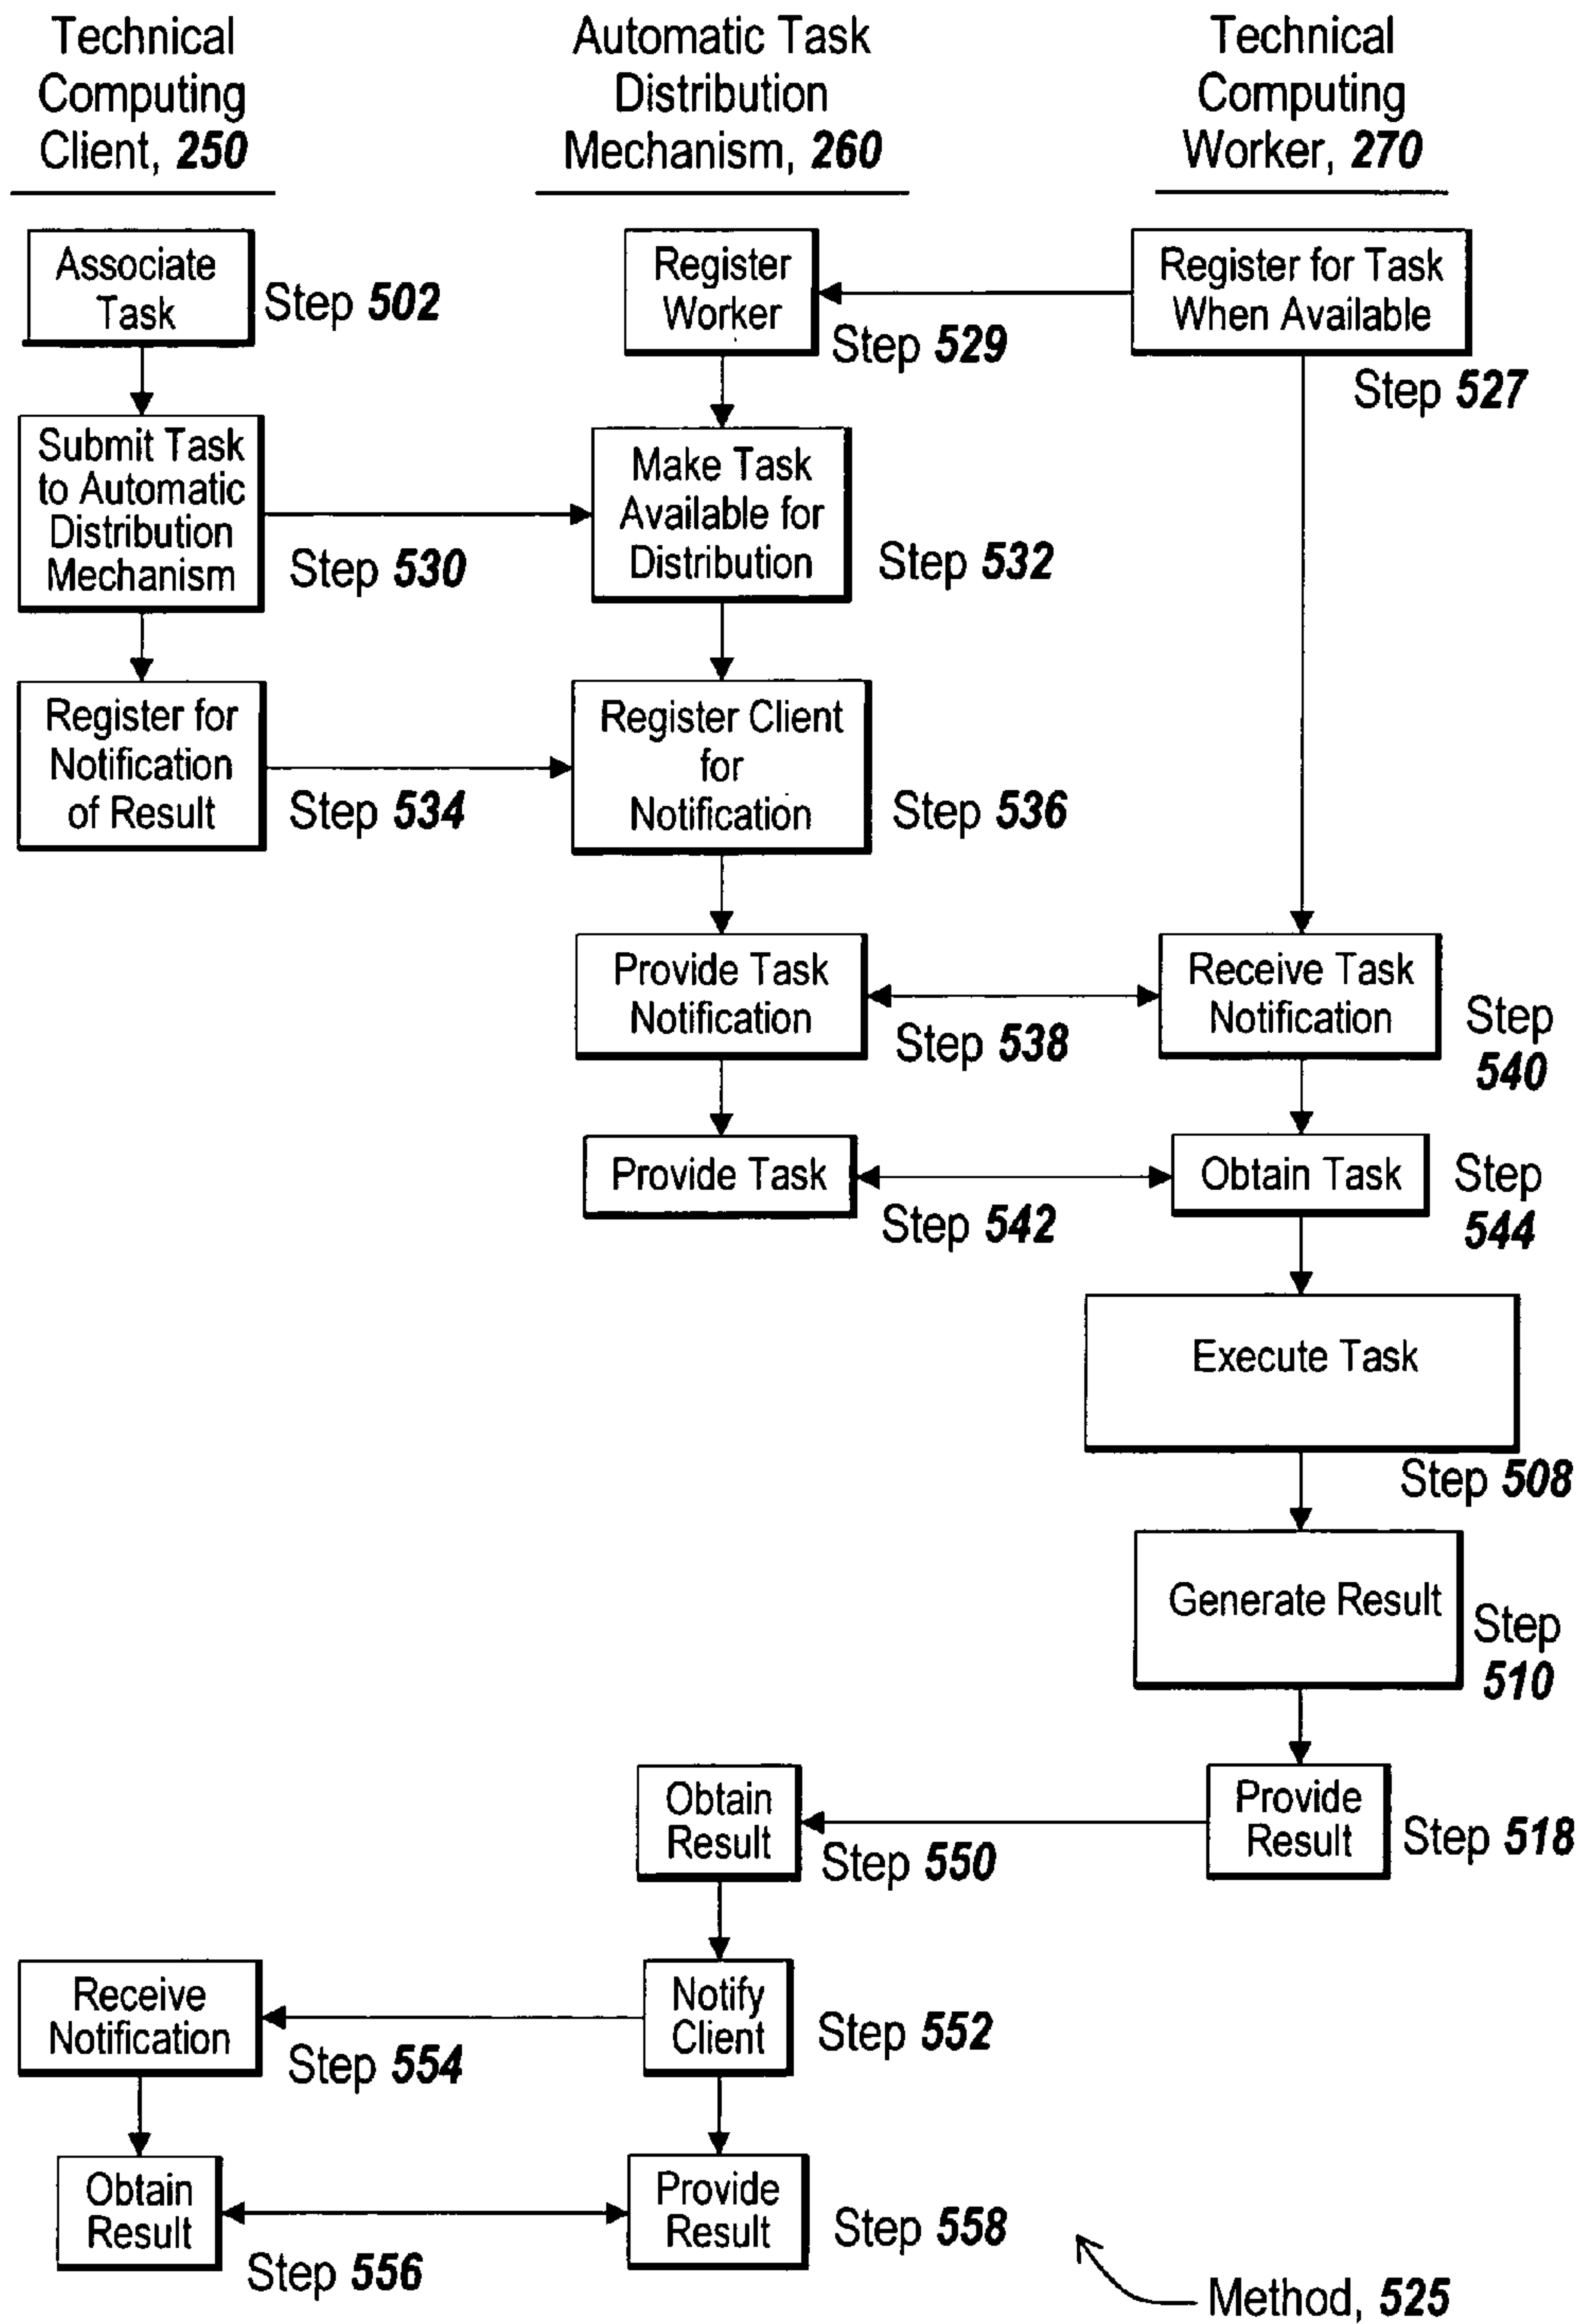 Technical
Computing
Client, 250
Automatic Task
Distribution
Mechanism, 260
Technical
Computing
Worker, 270
Associate
Task
Step 502
Register
Worker
Step 529
Register for Task
When Available
Step 527
Submit Task
to Automatic
Distribution
Mechanism
Step 530
Make Task
Available for
Distribution
Step 532
Register for
Notification
of Result
Step 534
Register Client
for
Notification
Step 536
Provide Task
Notification
Step 538
Receive Task
Notification
Step
540
Provide Task
Step 542
Obtain Task
Step
544
Execute Task
Step 508
Generate Result
Step
510
Obtain
Result
Step 550
Provide
Result
Step 518
Receive
Notification
Step 554
Notify
Client
Step 552
Obtain
Result
Step 556
Provide
Result
Step 558
Method, 525